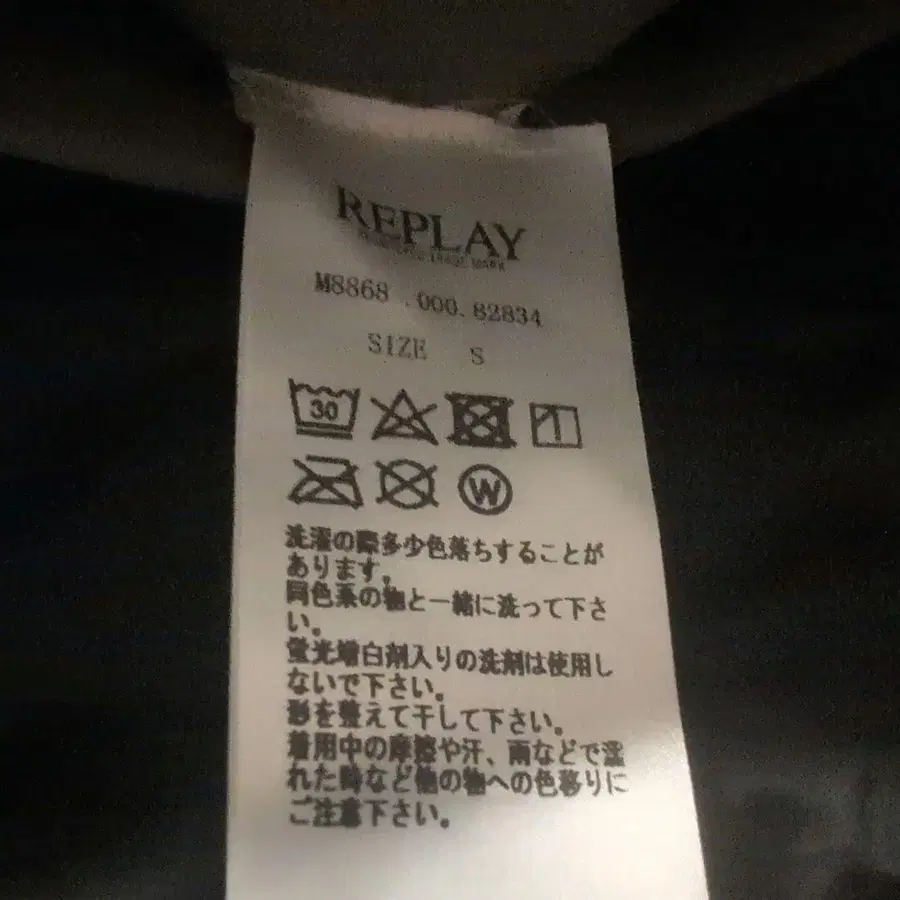 REPLAY
REGISTERED TRADE MARK
M8868 .000.82834
SIZE S
30
W
洗濯の際多少色落ちすることが
あります。
同色系の物と一緒に洗って下さ
い。
蛍光増白剤入りの洗剤は使用し
ないで下さい。
形を整えて干して下さい。
着用中の摩擦や汗、雨などで濡
れた時など他の物への色移りに
ご注意下さい。